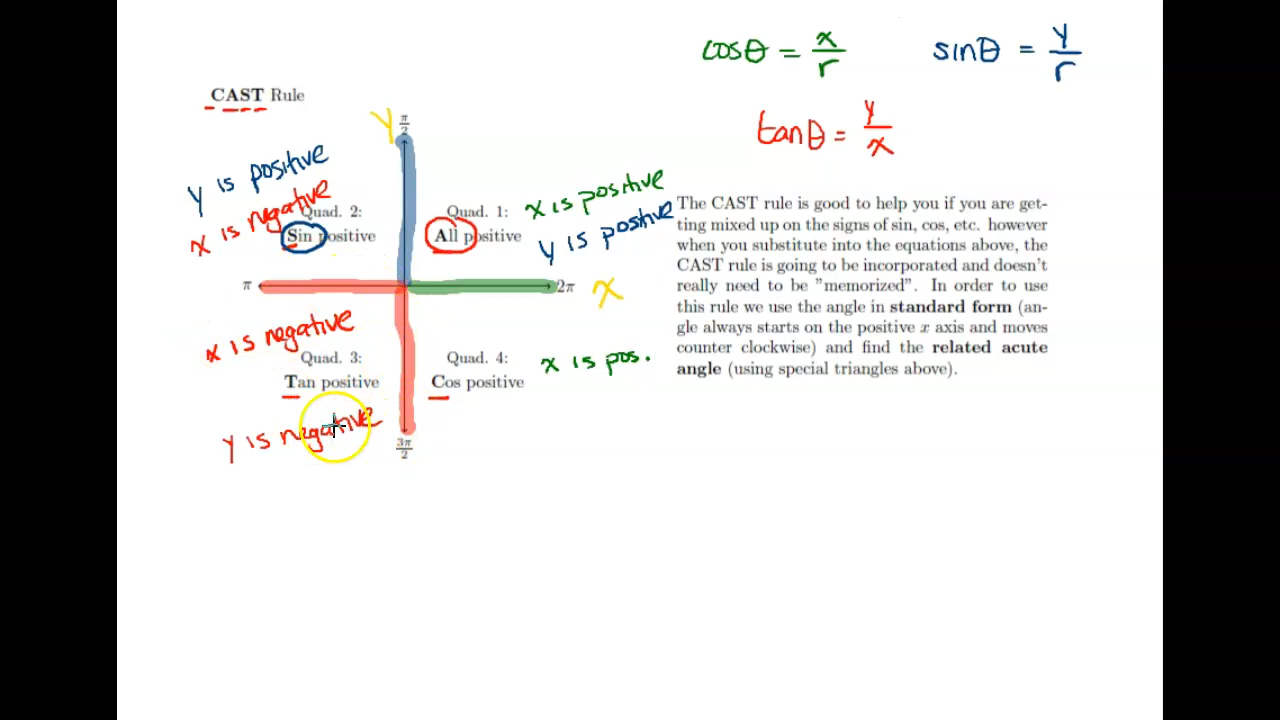 cosθ = x/r
sinθ = y/r
tanθ = y/x
CAST Rule
y
π/2
y is positive
x is negative
Quad. 2:
Sin positive
Quad. 1:
All positive
x is positive
y is positive
π
2π
x
x is negative
Quad. 3:
Tan positive
y is negative
Quad. 4:
Cos positive
x is pos.
3π/2
The CAST rule is good to help you if you are get-
ting mixed up on the signs of sin, cos, etc. however
when you substitute into the equations above, the
CAST rule is going to be incorporated and doesn't
really need to be "memorized". In order to use
this rule we use the angle in standard form (an-
gle always starts on the positive x axis and moves
counter clockwise) and find the related acute
angle (using special triangles above).